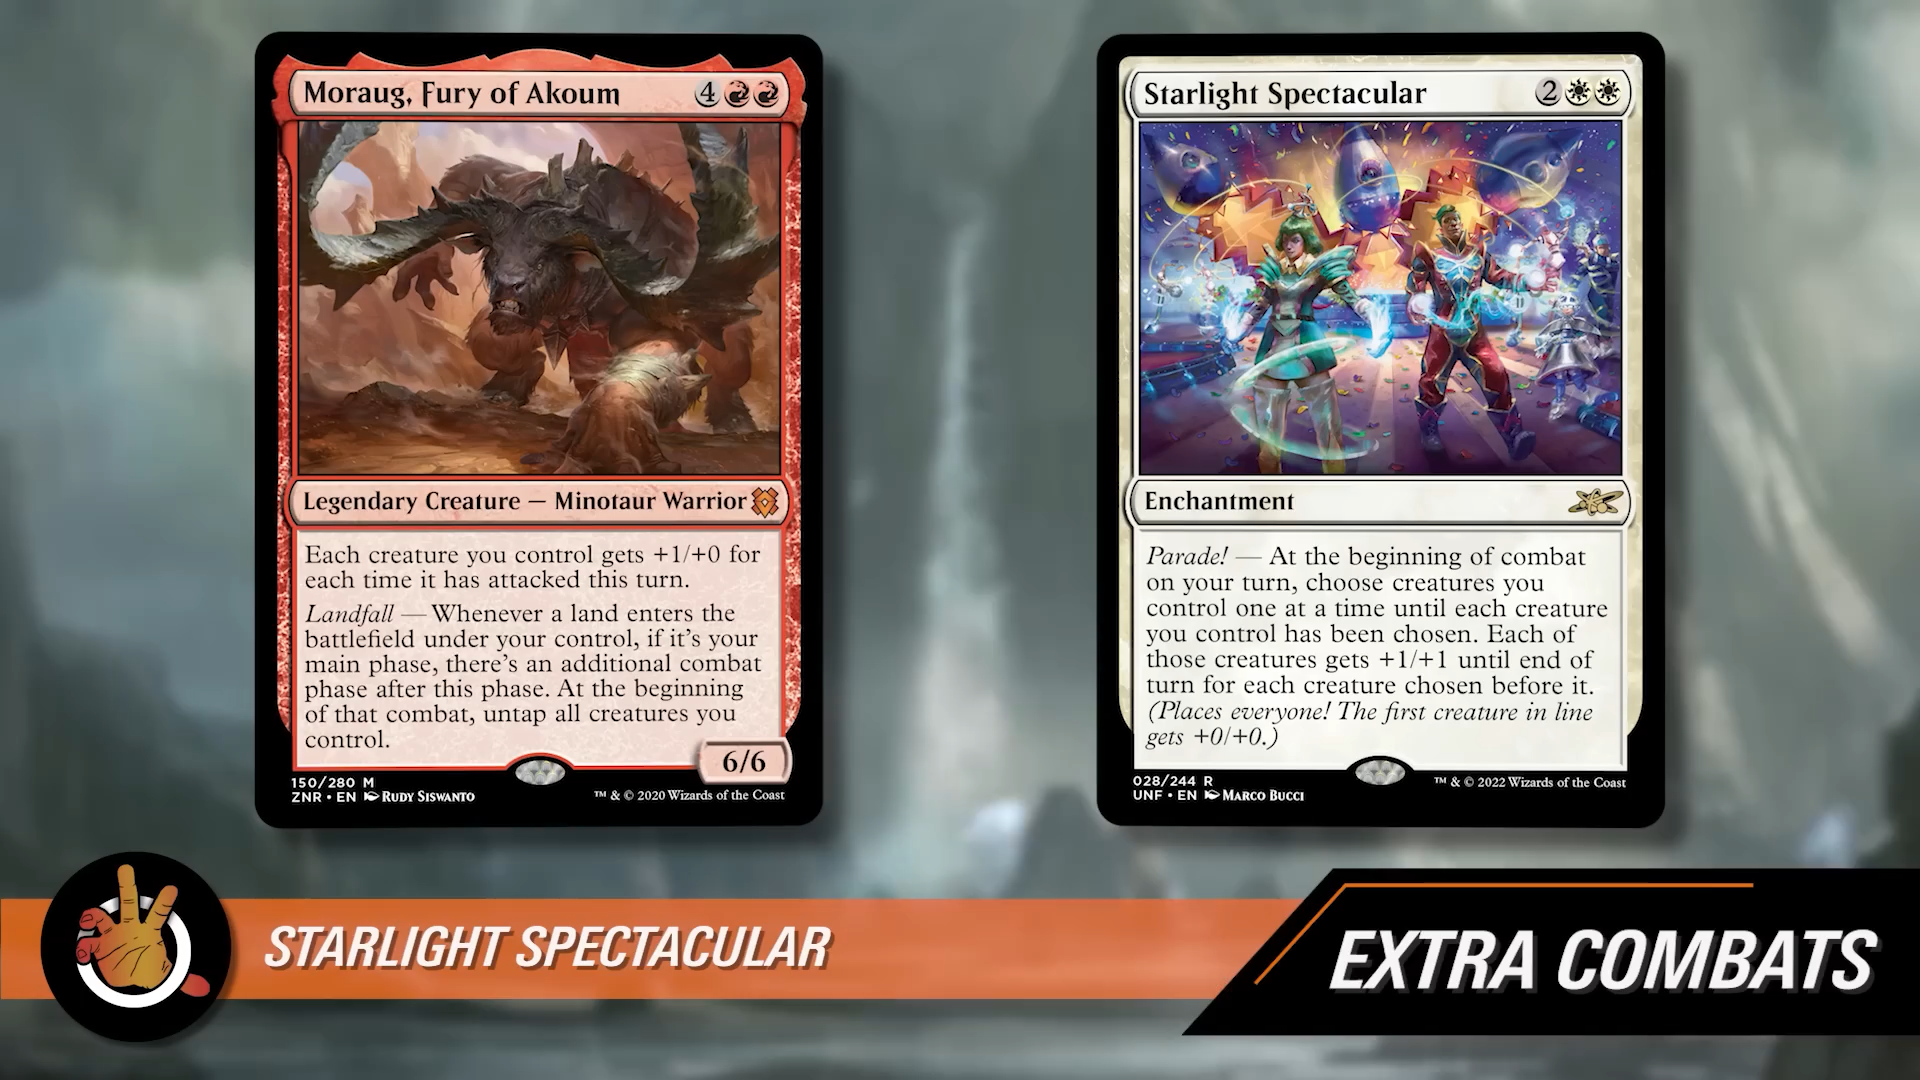 Moraug, Fury of Akoum 4
Legendary Creature — Minotaur Warrior
Each creature you control gets +1/+0 for
each time it has attacked this turn.
Landfall — Whenever a land enters the
battlefield under your control, if it's your
main phase, there's an additional combat
phase after this phase. At the beginning
of that combat, untap all creatures you
control.
6/6
150/280 M
ZNR • EN Rudy Siswanto
™ & © 2020 Wizards of the Coast
Starlight Spectacular 2
Enchantment
Parade! — At the beginning of combat
on your turn, choose creatures you
control one at a time until each creature
you control has been chosen. Each of
those creatures gets +1/+1 until end of
turn for each creature chosen before it.
(Places everyone! The first creature in line
gets +0/+0.)
028/244 R
UNF • EN Marco Bucci
™ & © 2022 Wizards of the Coast
STARLIGHT SPECTACULAR
EXTRA COMBATS